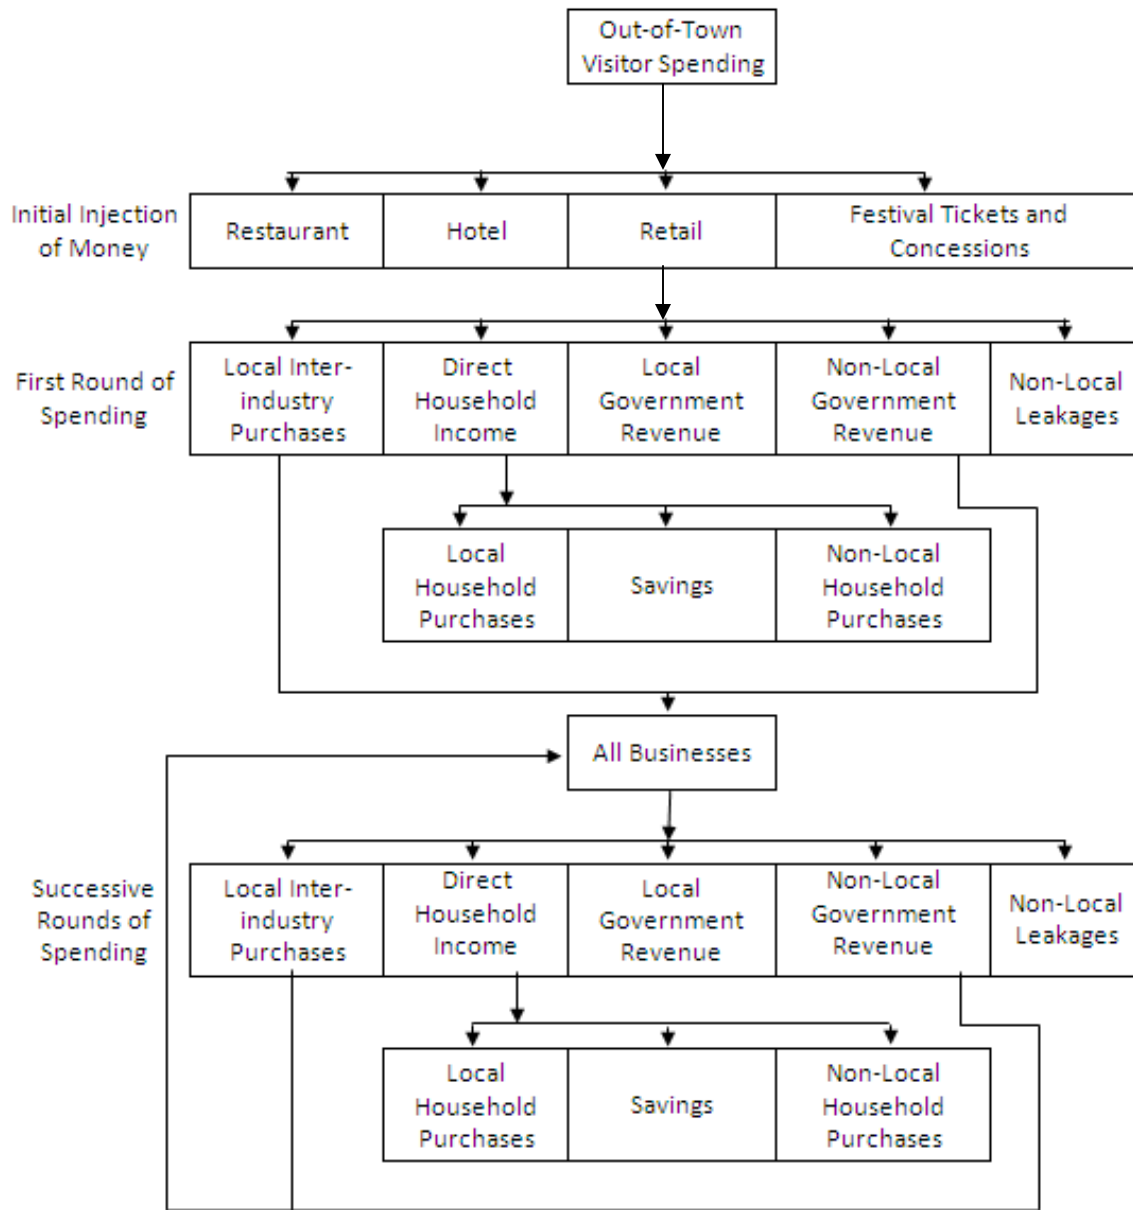 Out-of-Town
Visitor Spending
Initial Injection
of Money
Restaurant
Hotel
Retail
Festival Tickets and
Concessions
First Round of
Spending
Local Inter-
industry
Purchases
Direct
Household
Income
Local
Government
Revenue
Non-Local
Government
Revenue
Non-Local
Leakages
Local
Household
Purchases
Savings
Non-Local
Household
Purchases
All Businesses
Successive
Rounds of
Spending
Local Inter-
industry
Purchases
Direct
Household
Income
Local
Government
Revenue
Non-Local
Government
Revenue
Non-Local
Leakages
Local
Household
Purchases
Savings
Non-Local
Household
Purchases